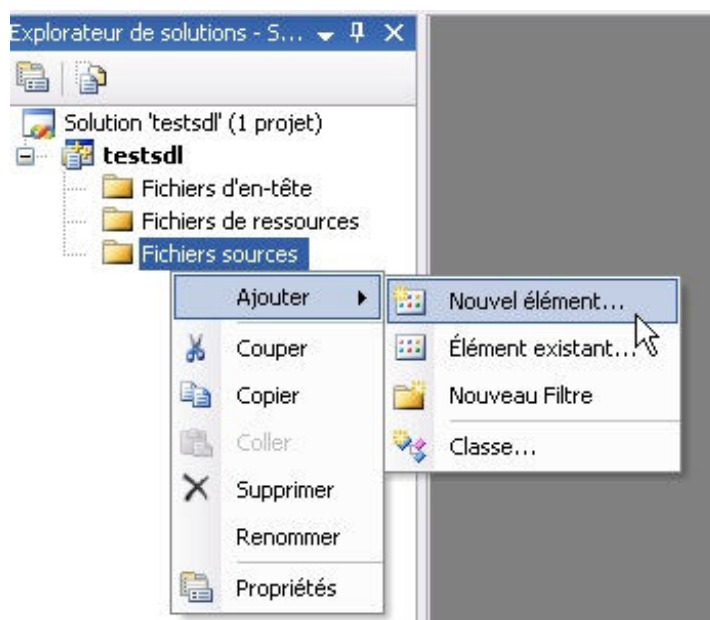 Explorateur de solutions - S...
Solution 'testsdl' (1 projet)
testsdl
Fichiers d'en-tête
Fichiers de ressources
Fichiers sources
Ajouter
Nouvel élément...
Couper
Élément existant...
Copier
Nouveau Filtre
Coller
Classe...
Supprimer
Renommer
Propriétés